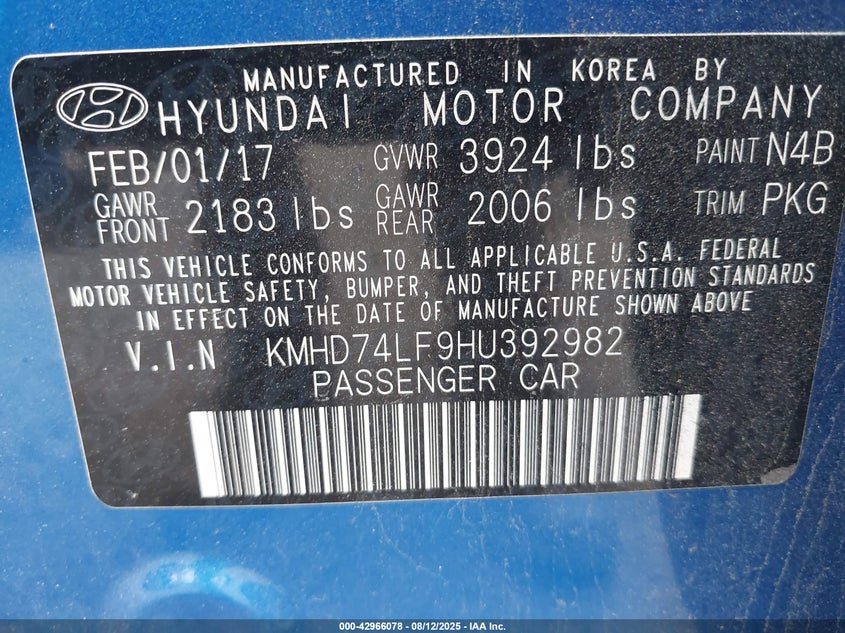 MANUFACTURED IN KOREA BY
HYUNDAI MOTOR COMPANY
FEB/01/17 GVWR 3924 lbs PAINT N4B
GAWR FRONT 2183 lbs GAWR REAR 2006 lbs TRIM PKG
THIS VEHICLE CONFORMS TO ALL APPLICABLE U.S.A. FEDERAL
MOTOR VEHICLE SAFETY, BUMPER, AND THEFT PREVENTION STANDARDS
IN EFFECT ON THE DATE OF MANUFACTURE SHOWN ABOVE
V.I.N KMHD74LF9HU392982
PASSENGER CAR
000-42966078 - 08/12/2025 - IAA Inc.